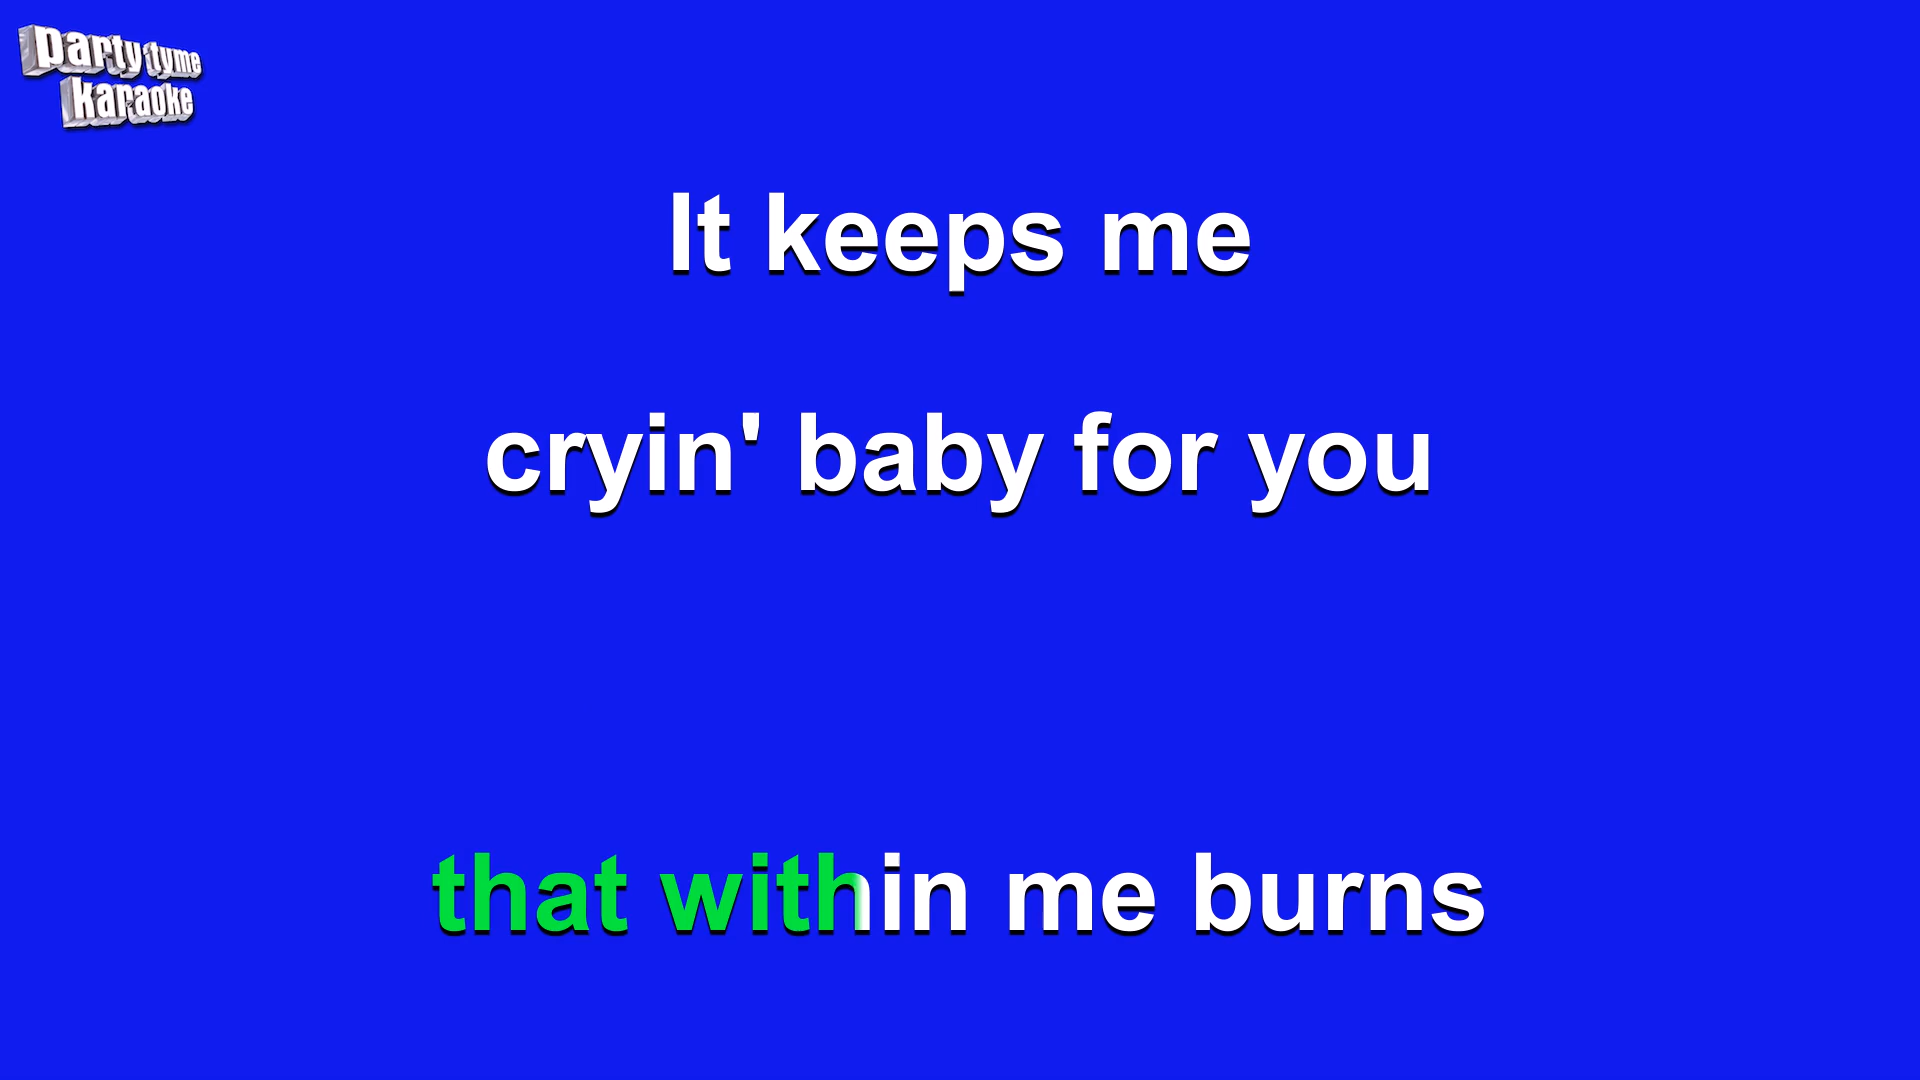 party tyme
karaoke
It keeps me
cryin' baby for you
that within me burns